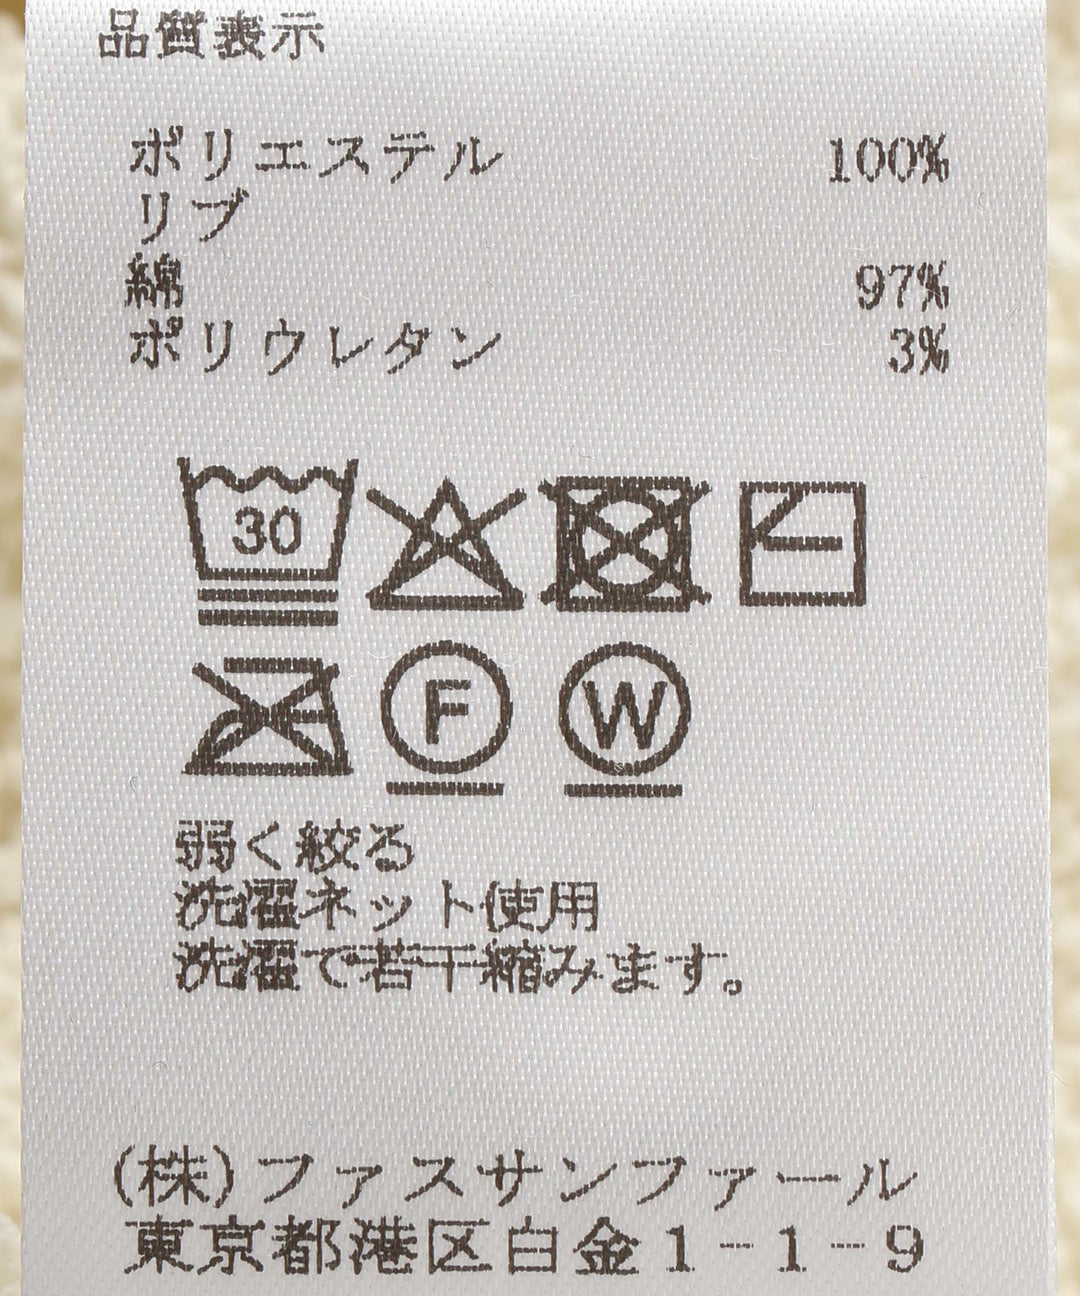 品質表示
ポリエステル 100%
リブ
綿 97%
ポリウレタン 3%
30
F W
弱く絞る
洗濯ネット使用
洗濯で若干縮みます。
(株)ファスサンファール
東京都港区白金1-1-9